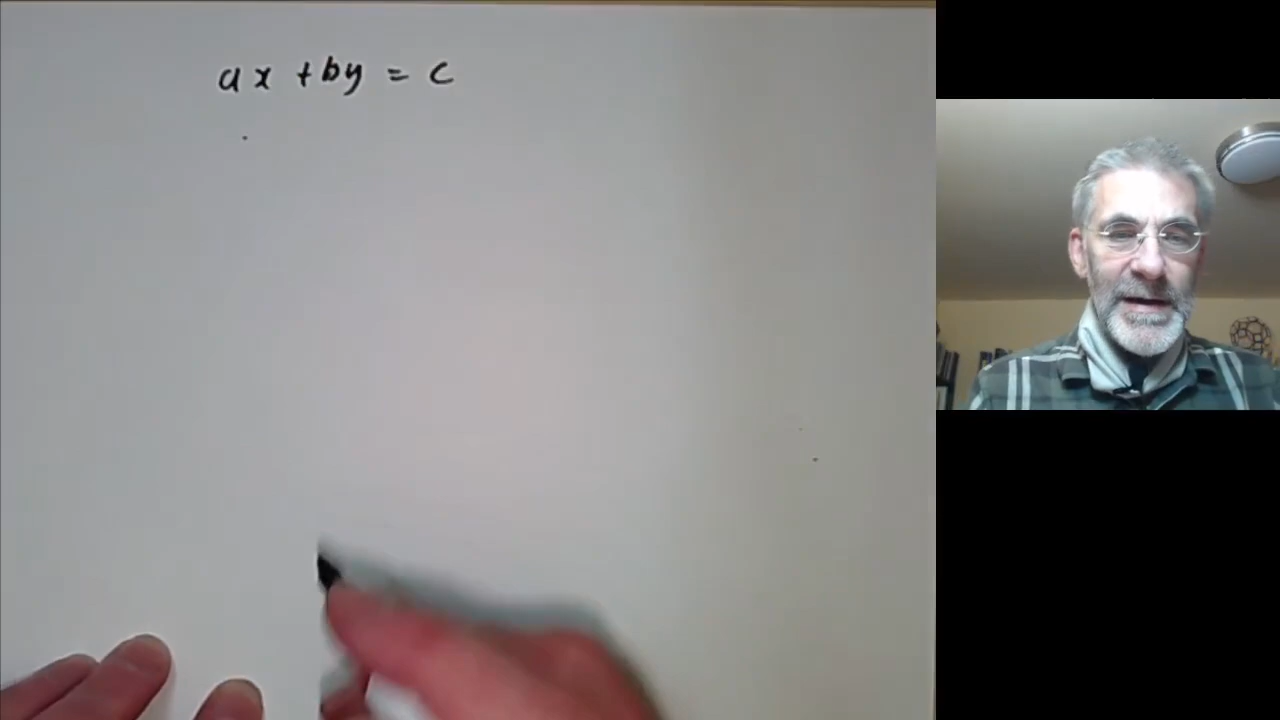 ax + by = c